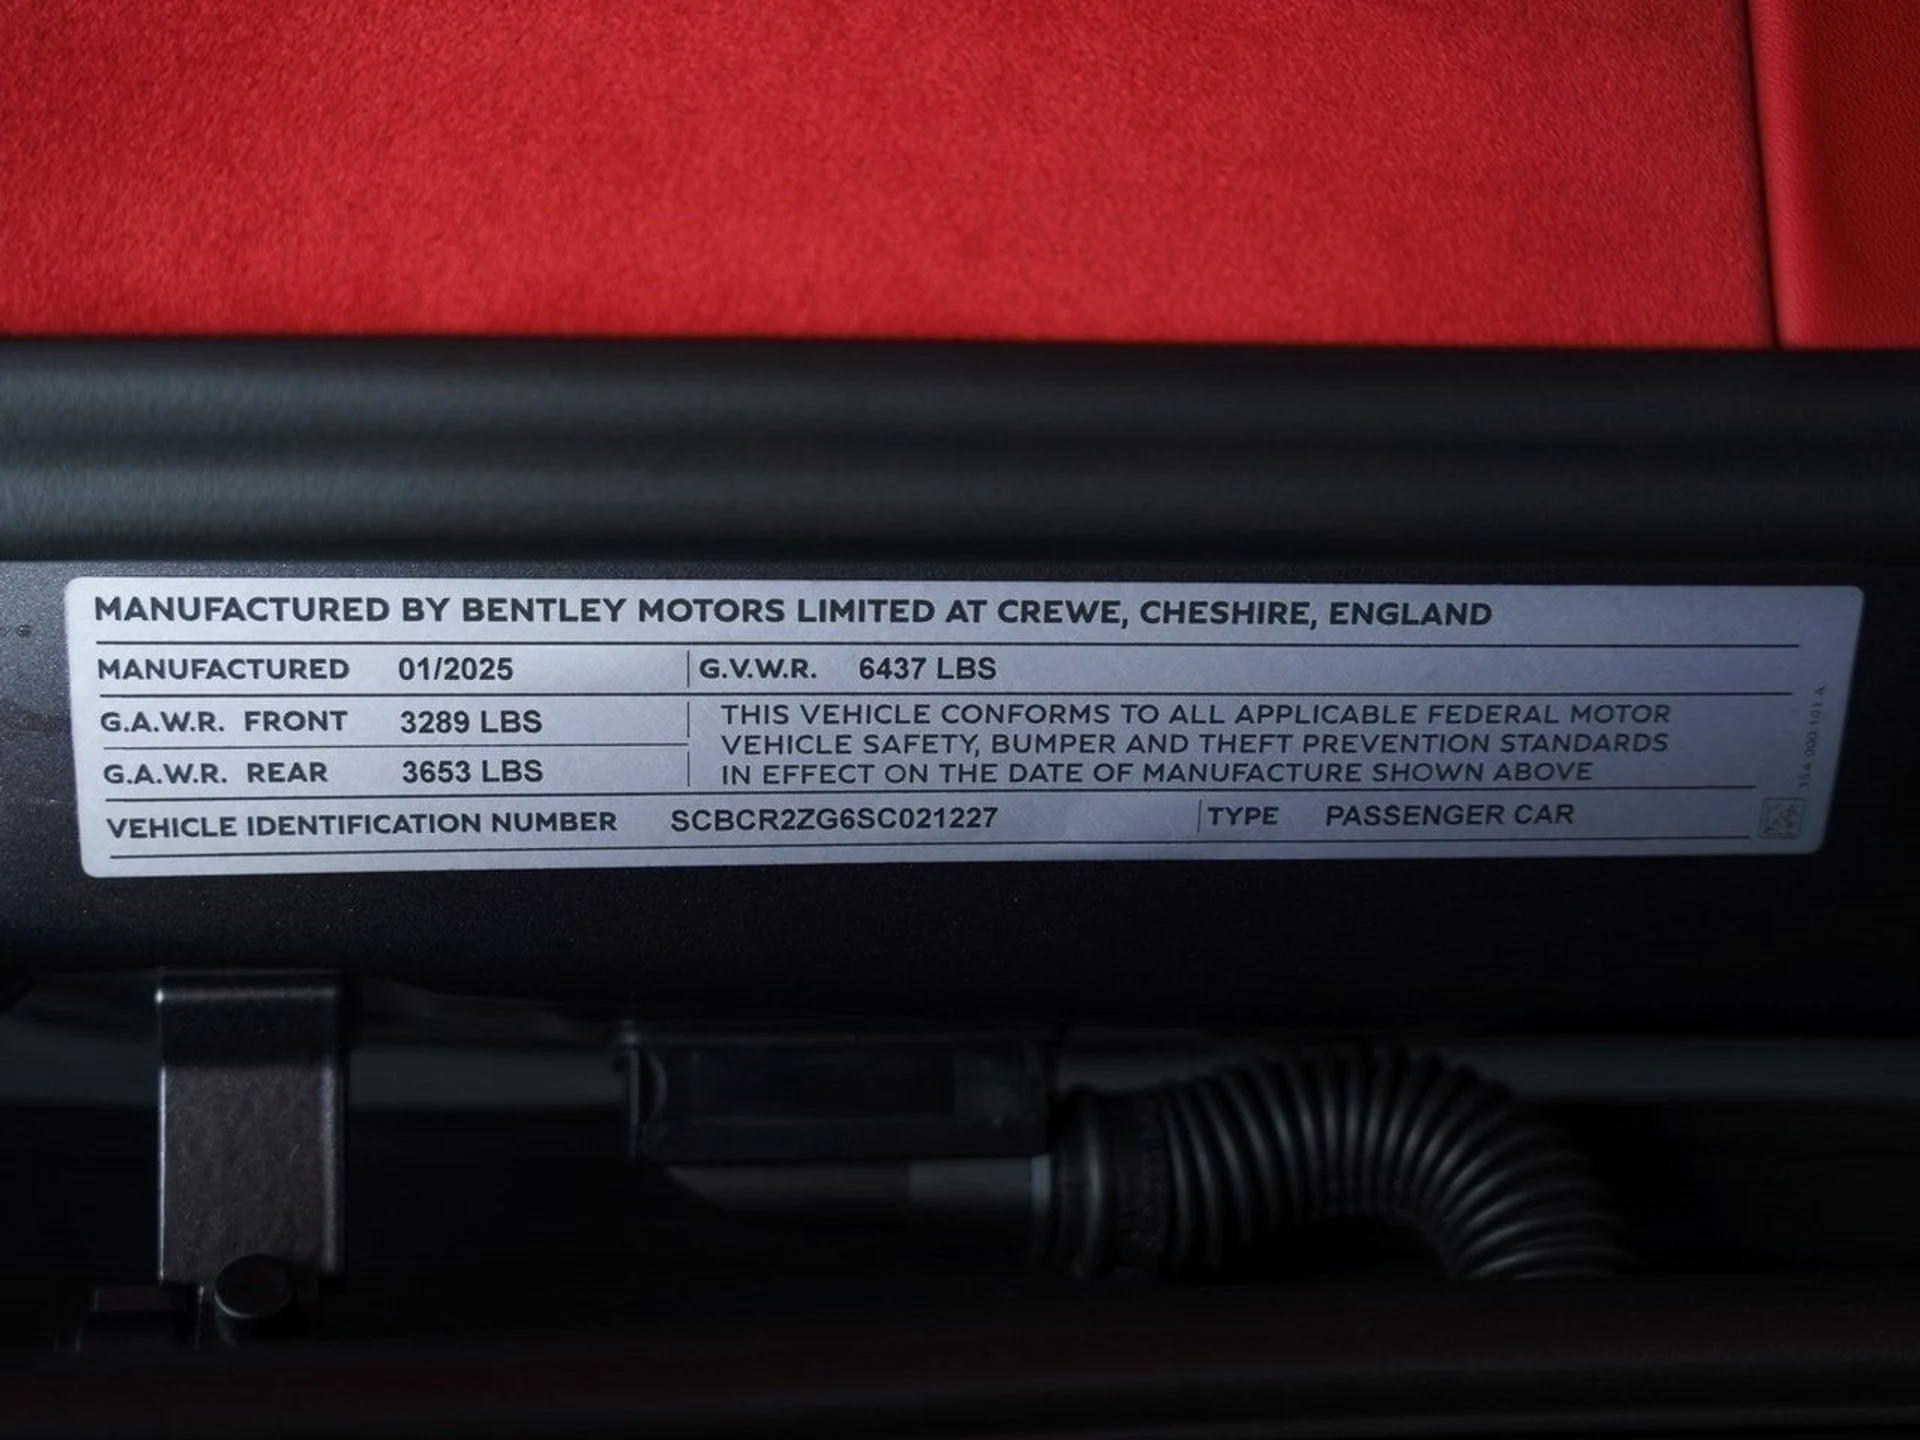 MANUFACTURED BY BENTLEY MOTORS LIMITED AT CREWE, CHESHIRE, ENGLAND
MANUFACTURED 01/2025 G.V.W.R. 6437 LBS
G.A.W.R. FRONT 3289 LBS
G.A.W.R. REAR 3653 LBS
THIS VEHICLE CONFORMS TO ALL APPLICABLE FEDERAL MOTOR
VEHICLE SAFETY, BUMPER AND THEFT PREVENTION STANDARDS
IN EFFECT ON THE DATE OF MANUFACTURE SHOWN ABOVE
VEHICLE IDENTIFICATION NUMBER SCBCR2ZG6SC021227 TYPE PASSENGER CAR